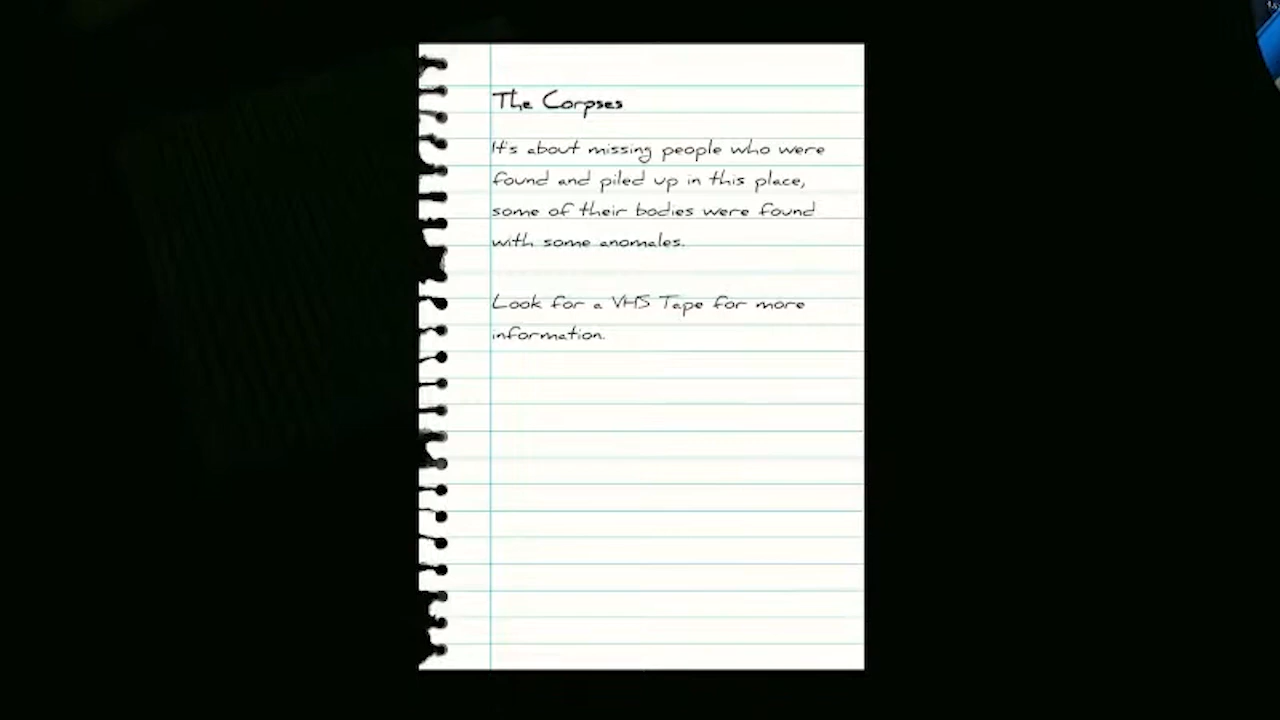 The Corpses
It's about missing people who were
found and piled up in this place,
some of their bodies were found
with some anomales.
Look for a VHS Tape for more
information.